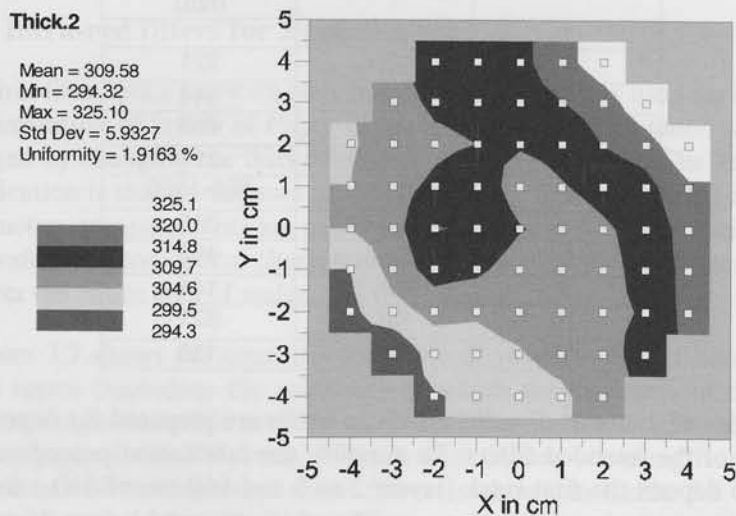 Thick.2
Mean = 309.58
Min = 294.32
Max = 325.10
Std Dev = 5.9327
Uniformity = 1.9163 %
325.1
320.0
314.8
309.7
304.6
299.5
294.3
5
4
3
2
1
0
-1
-2
-3
-4
-5
Y in cm
-5 -4 -3 -2 -1 0 1 2 3 4 5
X in cm